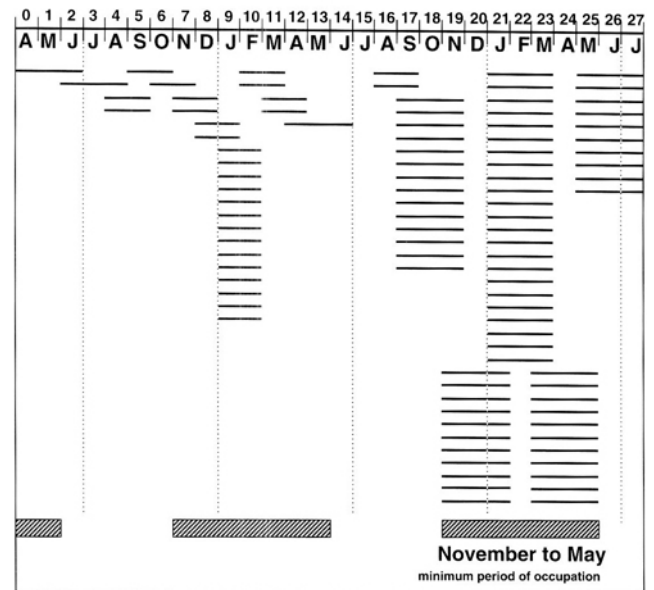 0 1 2 3 4 5 6 7 8 9 10 11 12 13 14 15 16 17 18 19 20 21 22 23 24 25 26 27
A M J J A S O N D J F M A M J J A S O N D J F M A M J J
November to May
minimum period of occupation